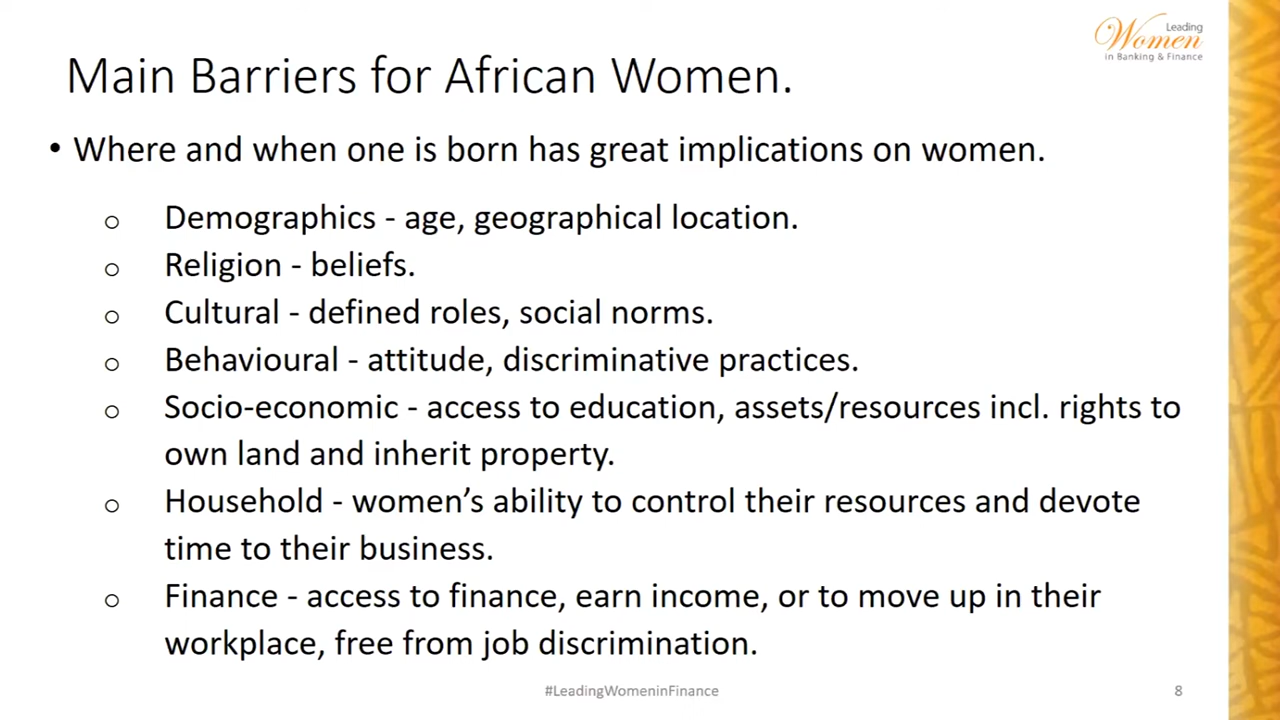 Leading
Women
in Banking & Finance
Main Barriers for African Women.
• Where and when one is born has great implications on women.
o Demographics - age, geographical location.
o Religion - beliefs.
o Cultural - defined roles, social norms.
o Behavioural - attitude, discriminative practices.
o Socio-economic - access to education, assets/resources incl. rights to
own land and inherit property.
o Household - women’s ability to control their resources and devote
time to their business.
o Finance - access to finance, earn income, or to move up in their
workplace, free from job discrimination.
#LeadingWomeninFinance
8